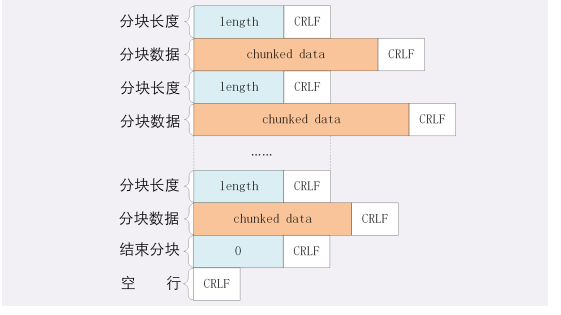 分块长度 length CRLF
分块数据 chunked data CRLF
分块长度 length CRLF
分块数据 chunked data CRLF
……
分块长度 length CRLF
分块数据 chunked data CRLF
结束分块 0 CRLF
空 行 CRLF